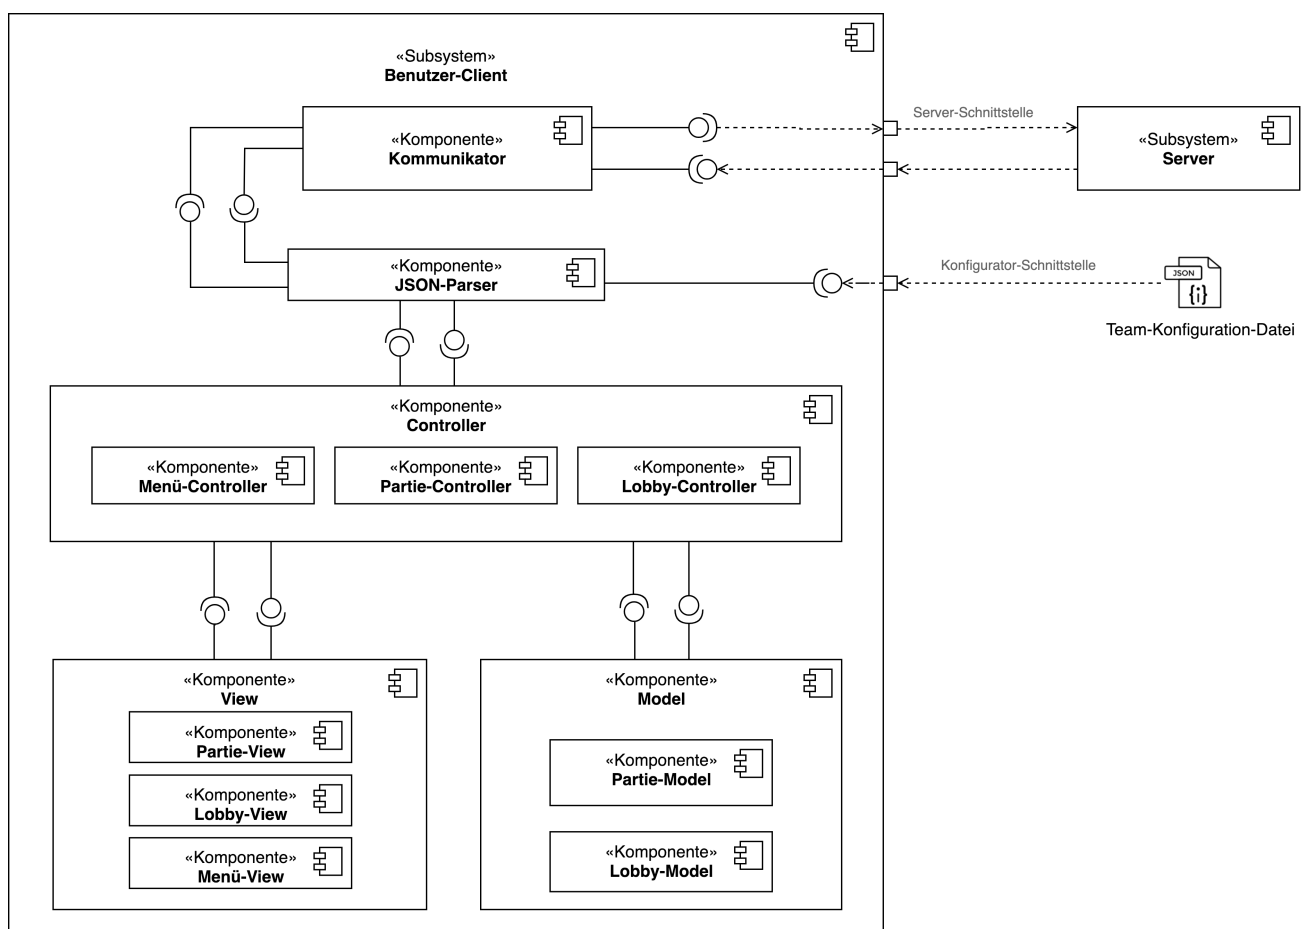 «Subsystem»
Benutzer-Client
«Komponente»
Kommunikator
Server-Schnittstelle
«Subsystem»
Server
«Komponente»
JSON-Parser
Konfigurator-Schnittstelle
JSON
{i}
Team-Konfiguration-Datei
«Komponente»
Controller
«Komponente»
Menü-Controller
«Komponente»
Partie-Controller
«Komponente»
Lobby-Controller
«Komponente»
View
«Komponente»
Partie-View
«Komponente»
Lobby-View
«Komponente»
Menü-View
«Komponente»
Model
«Komponente»
Partie-Model
«Komponente»
Lobby-Model